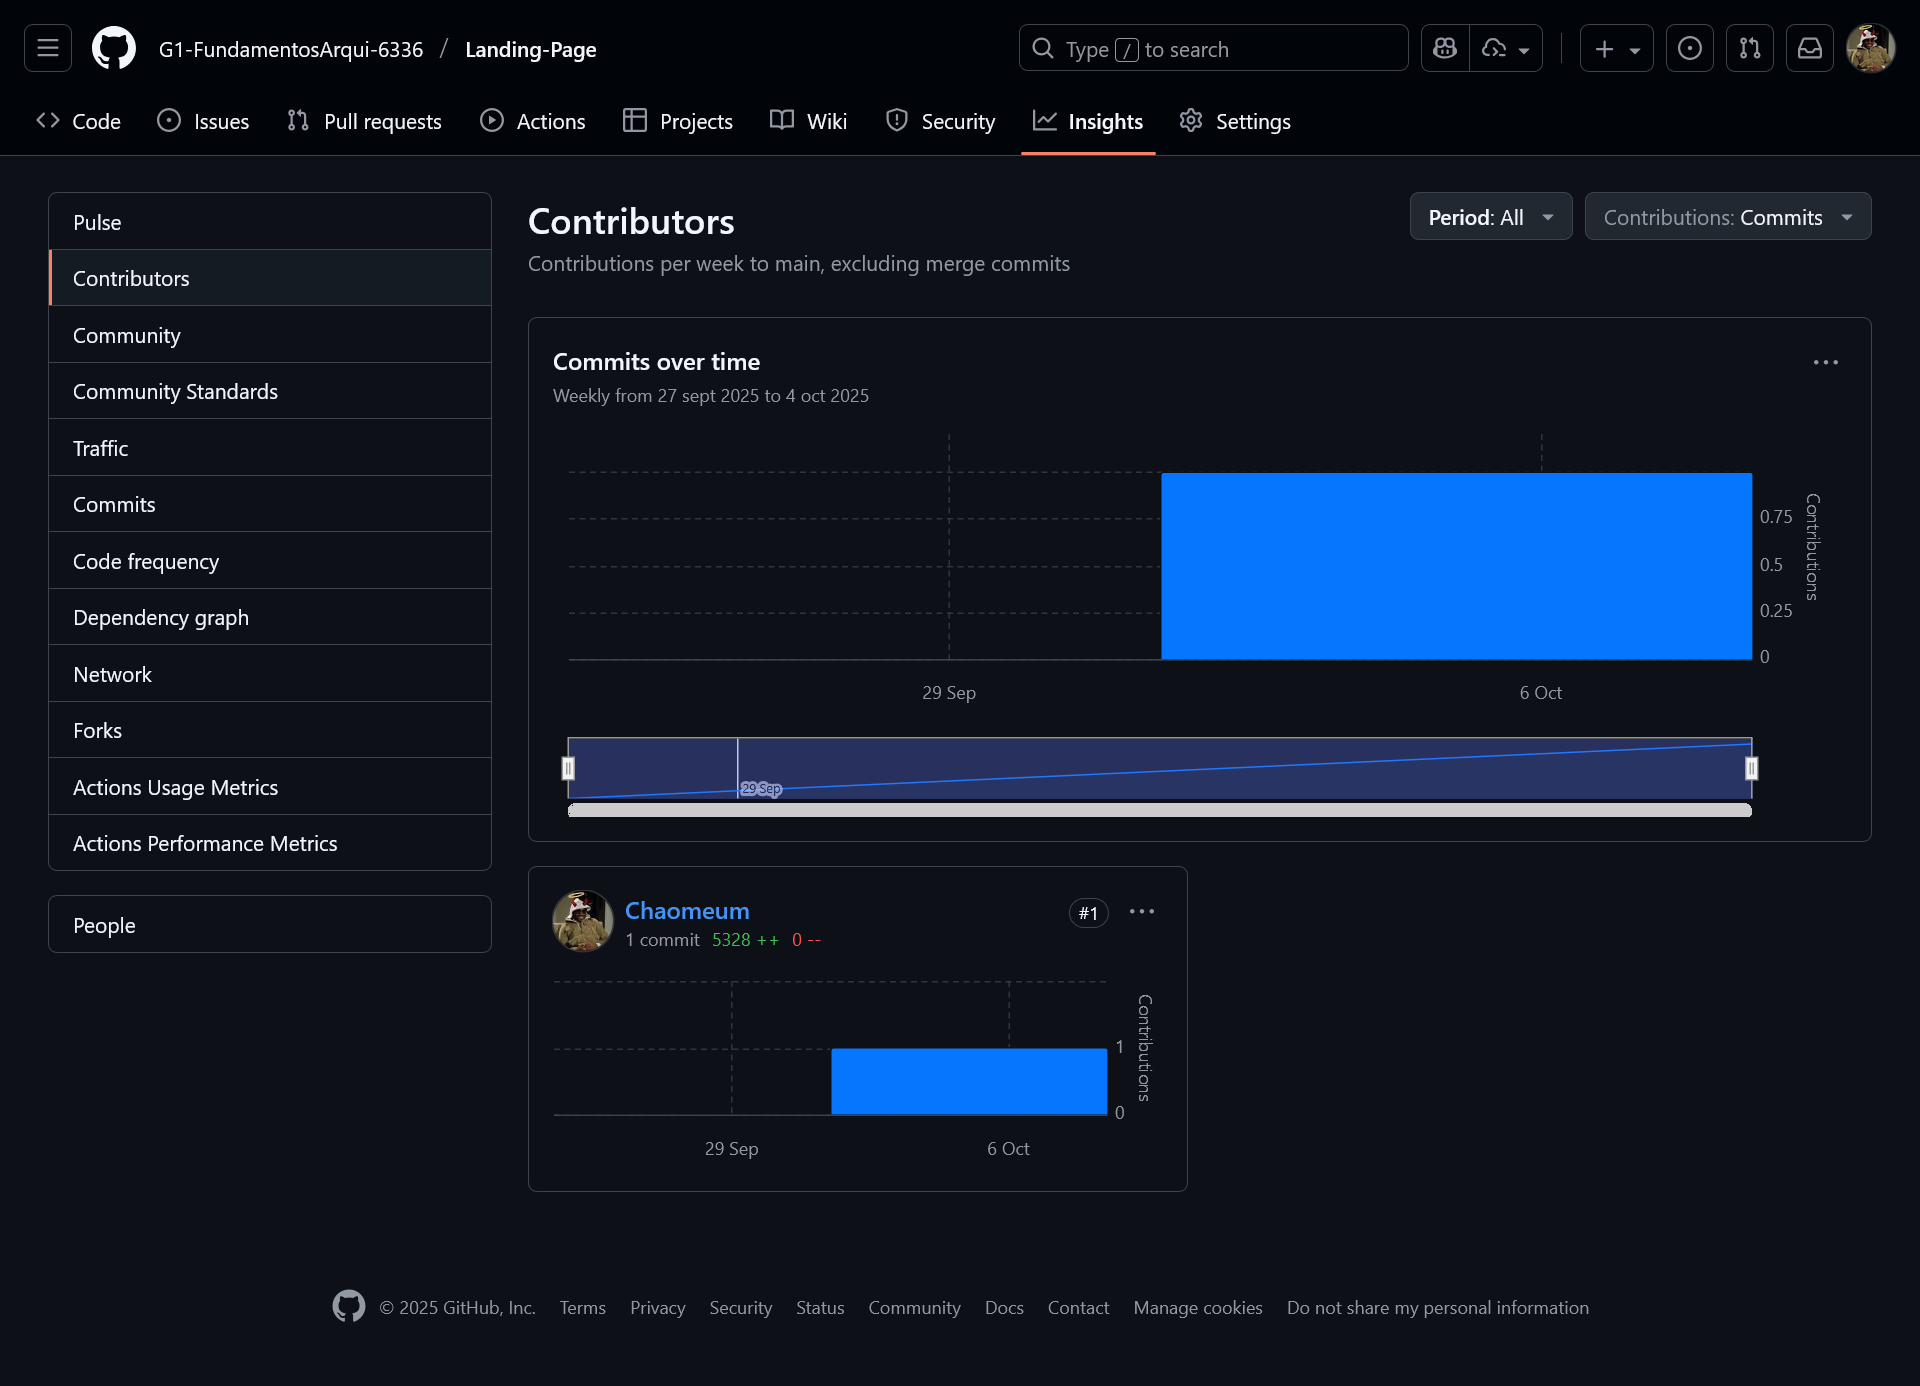 G1-FundamentosArqui-6336 / Landing-Page
Type / to search
Code Issues Pull requests Actions Projects Wiki Security Insights Settings
Pulse
Contributors
Community
Community Standards
Traffic
Commits
Code frequency
Dependency graph
Network
Forks
Actions Usage Metrics
Actions Performance Metrics
People
Contributors
Contributions per week to main, excluding merge commits
Period: All
Contributions: Commits
Commits over time
Weekly from 27 sept 2025 to 4 oct 2025
0.75
0.5
0.25
0
Contributions
29 Sep 6 Oct
29 Sep
Chaomeum
#1
1 commit 5328 ++ 0 --
1
0
Contributions
29 Sep 6 Oct
© 2025 GitHub, Inc. Terms Privacy Security Status Community Docs Contact Manage cookies Do not share my personal information